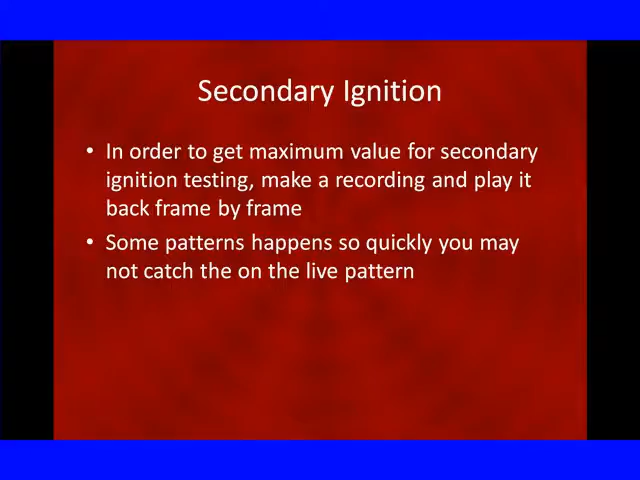 Secondary Ignition
• In order to get maximum value for secondary
ignition testing, make a recording and play it
back frame by frame
• Some patterns happens so quickly you may
not catch the on the live pattern